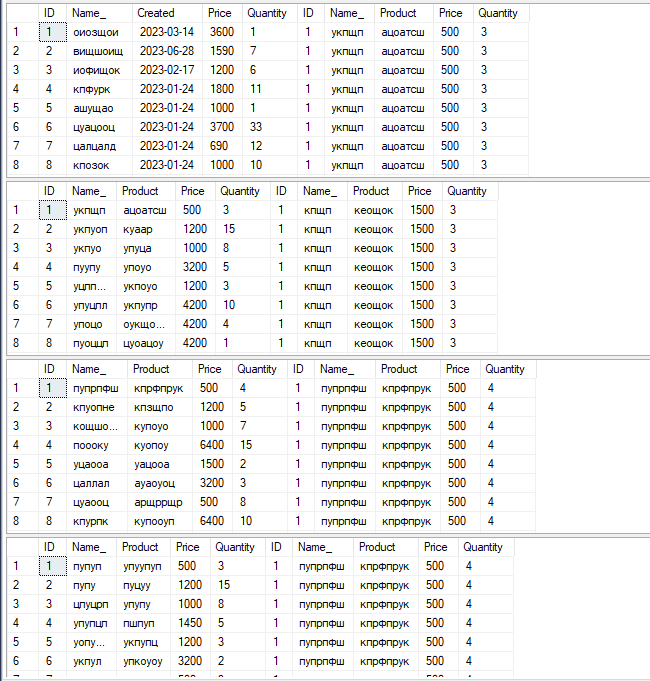 ID Name_ Created Price Quantity ID Name_ Product Price Quantity
1 1 оиозщои 2023-03-14 3600 1 1 укпщп ацоатсш 500 3
2 2 вищшоищ 2023-06-28 1590 7 1 укпщп ацоатсш 500 3
3 3 иофищок 2023-02-17 1200 6 1 укпщп ацоатсш 500 3
4 4 кпфурк 2023-01-24 1800 11 1 укпщп ацоатсш 500 3
5 5 ашущао 2023-01-24 1000 1 1 укпщп ацоатсш 500 3
6 6 цуацооц 2023-01-24 3700 33 1 укпщп ацоатсш 500 3
7 7 цалцалд 2023-01-24 690 12 1 укпщп ацоатсш 500 3
8 8 кпозок 2023-01-24 1000 10 1 укпщп ацоатсш 500 3
ID Name_ Product Price Quantity ID Name_ Product Price Quantity
1 1 укпщп ацоатсш 500 3 1 кпщп кеощок 1500 3
2 2 укпуоп куаар 1200 15 1 кпщп кеощок 1500 3
3 3 укпуо упуца 1000 8 1 кпщп кеощок 1500 3
4 4 пуупу упоуо 3200 5 1 кпщп кеощок 1500 3
5 5 уцпп... укпоуо 1200 3 1 кпщп кеощок 1500 3
6 6 упуцпл укпупр 4200 10 1 кпщп кеощок 1500 3
7 7 упоцо оукщо... 4200 4 1 кпщп кеощок 1500 3
8 8 пуоццп цуоацоу 4200 1 1 кпщп кеощок 1500 3
ID Name_ Product Price Quantity ID Name_ Product Price Quantity
1 1 пупрпфш кпрфпрук 500 4 1 пупрпфш кпрфпрук 500 4
2 2 кпуопне кпзщпо 1200 5 1 пупрпфш кпрфпрук 500 4
3 3 кощшо... купоуо 1000 7 1 пупрпфш кпрфпрук 500 4
4 4 поооку куопоу 6400 15 1 пупрпфш кпрфпрук 500 4
5 5 уцаооа уацооа 1500 2 1 пупрпфш кпрфпрук 500 4
6 6 цаллал ауаоуоц 3200 3 1 пупрпфш кпрфпрук 500 4
7 7 цуаооц арщррщр 500 8 1 пупрпфш кпрфпрук 500 4
8 8 кпурпк купооуп 6400 10 1 пупрпфш кпрфпрук 500 4
ID Name_ Product Price Quantity ID Name_ Product Price Quantity
1 1 пупуп упуупуп 500 3 1 пупрпфш кпрфпрук 500 4
2 2 пупу пуцуу 1200 15 1 пупрпфш кпрфпрук 500 4
3 3 цпуцрп упупу 1000 8 1 пупрпфш кпрфпрук 500 4
4 4 упупцп пшпуп 1450 5 1 пупрпфш кпрфпрук 500 4
5 5 уопу... укпупц 1200 3 1 пупрпфш кпрфпрук 500 4
6 6 укпул упкоуоу 3200 2 1 пупрпфш кпрфпрук 500 4